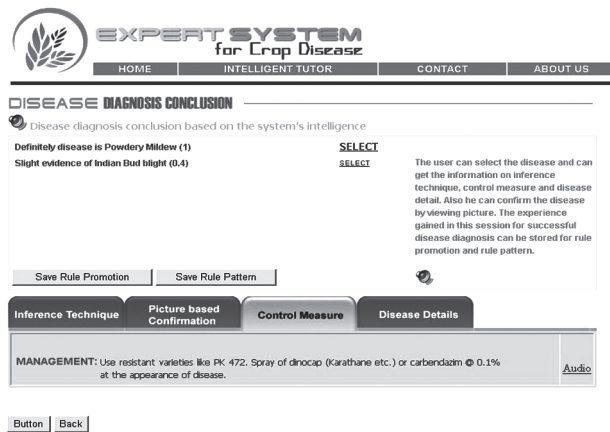 EXPERT SYSTEM
for Crop Disease
HOME INTELLIGENT TUTOR CONTACT ABOUT US
DISEASE DIAGNOSIS CONCLUSION
Disease diagnosis conclusion based on the system's intelligence
Definitely disease is Powdery Mildew (1) SELECT
Slight evidence of Indian Bud blight (0.4) SELECT
The user can select the disease and can
get the information on inference
technique, control measure and disease
detail. Also he can confirm the disease
by viewing picture. The experience
gained in this session for successful
disease diagnosis can be stored for rule
promotion and rule pattern.
Save Rule Promotion Save Rule Pattern
Inference Technique
Picture based
Confirmation
Control Measure
Disease Details
MANAGEMENT: Use resistant varieties like PK 472. Spray of dinocap (Karathane etc.) or carbendazim @ 0.1%
at the appearance of disease.
Audio
Button Back